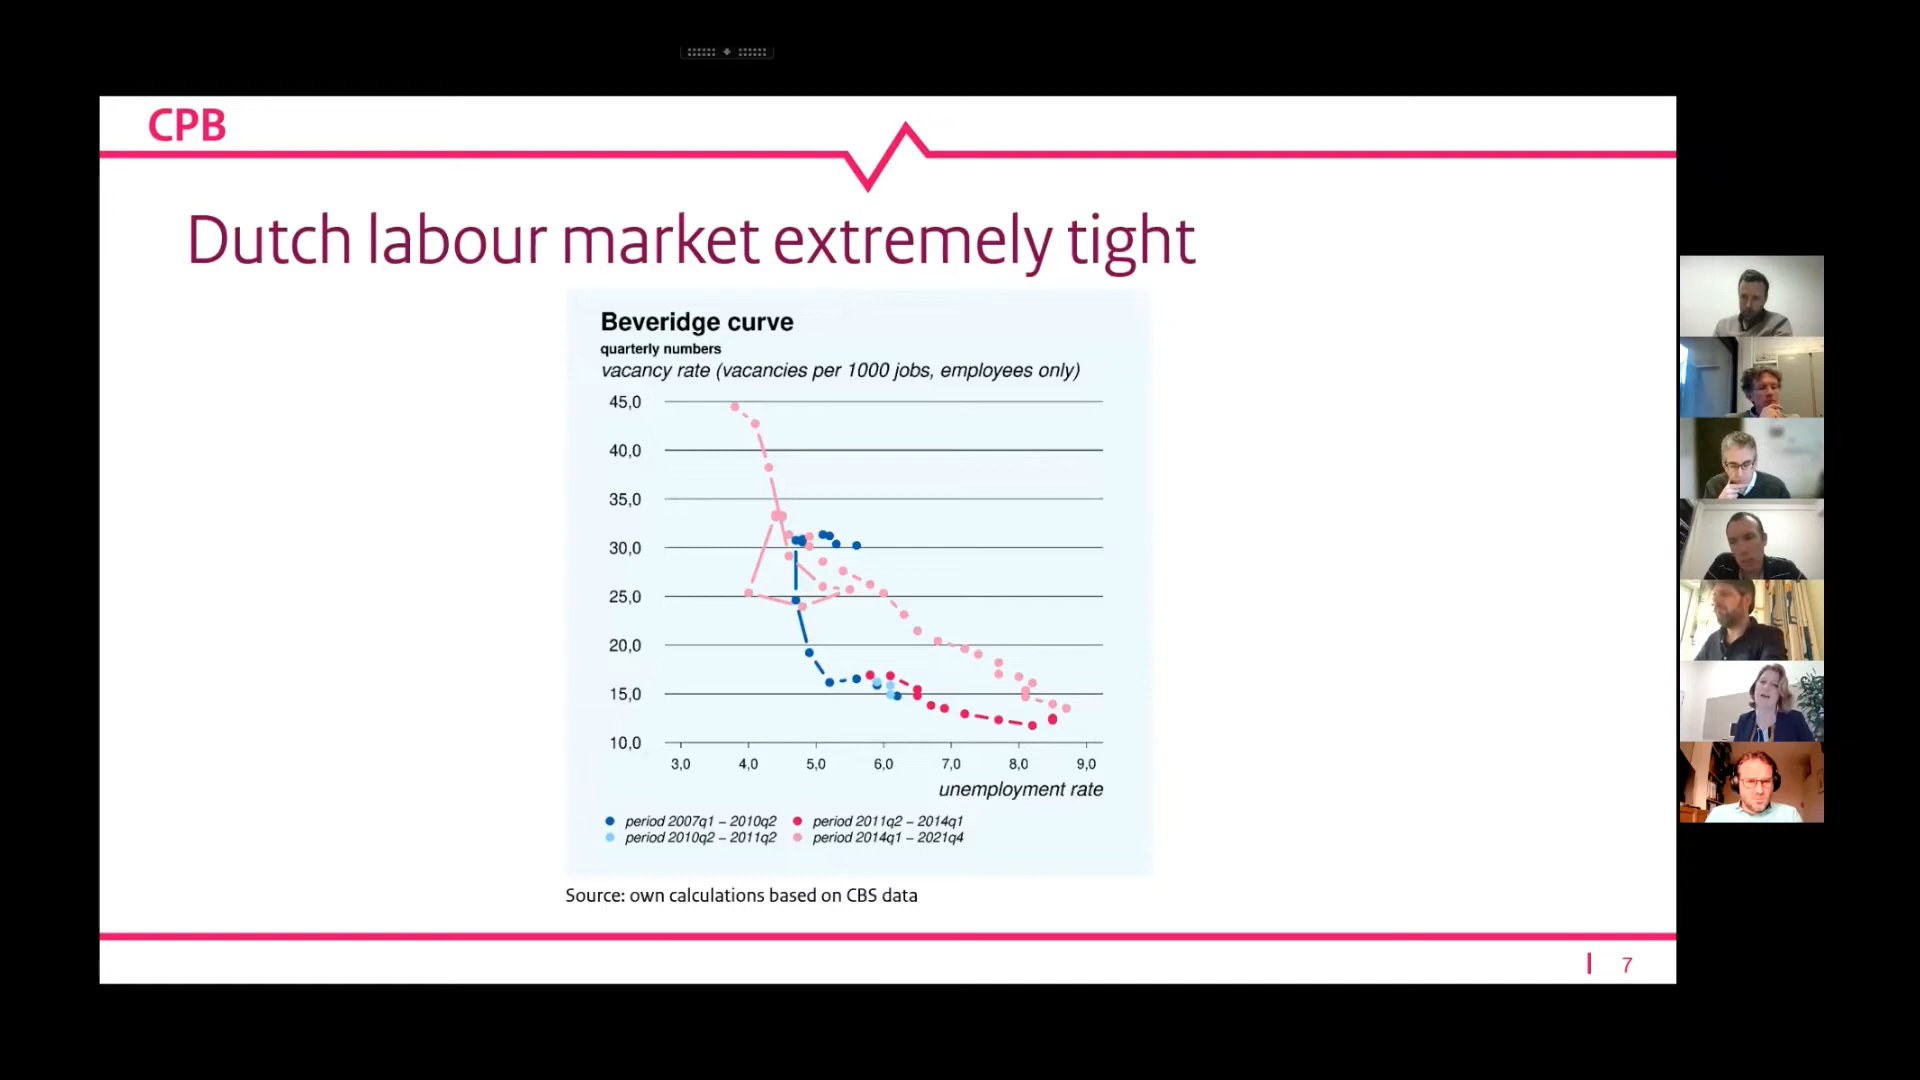 CPB
Dutch labour market extremely tight
Beveridge curve
quarterly numbers
vacancy rate (vacancies per 1000 jobs, employees only)
45,0
40,0
35,0
30,0
25,0
20,0
15,0
10,0
3,0 4,0 5,0 6,0 7,0 8,0 9,0
unemployment rate
period 2007q1 – 2010q2 period 2011q2 – 2014q1
period 2010q2 – 2011q2 period 2014q1 – 2021q4
Source: own calculations based on CBS data
7